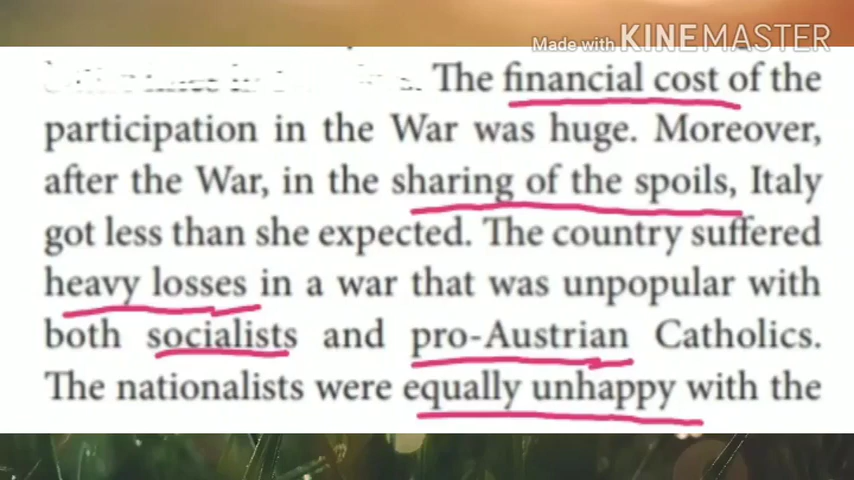 Made with KINEMASTER
The financial cost of the
participation in the War was huge. Moreover,
after the War, in the sharing of the spoils, Italy
got less than she expected. The country suffered
heavy losses in a war that was unpopular with
both socialists and pro-Austrian Catholics.
The nationalists were equally unhappy with the